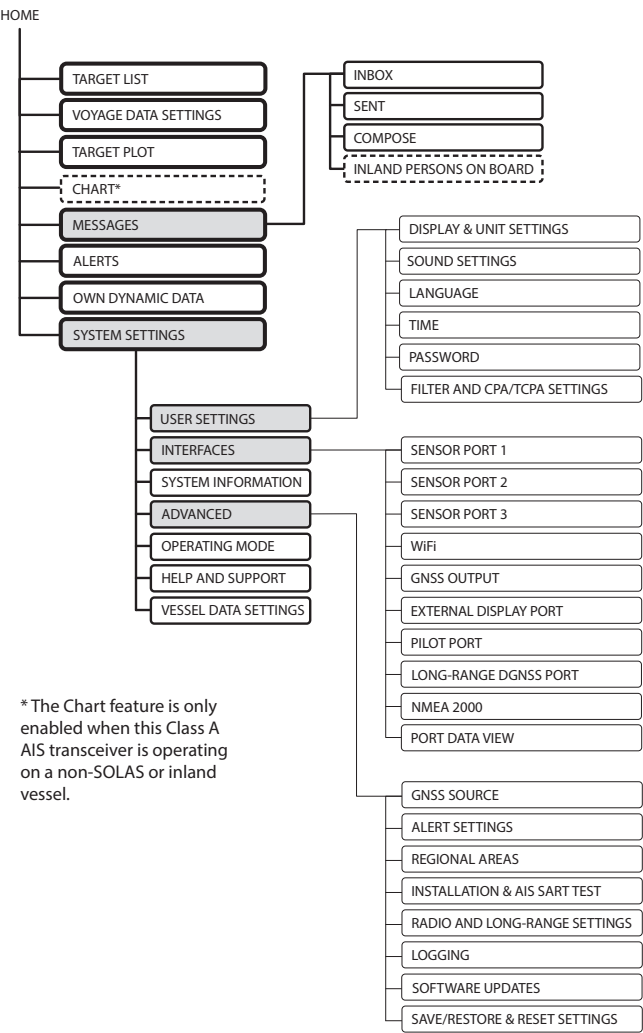 HOME
TARGET LIST
VOYAGE DATA SETTINGS
TARGET PLOT
CHART*
MESSAGES
ALERTS
OWN DYNAMIC DATA
SYSTEM SETTINGS
INBOX
SENT
COMPOSE
INLAND PERSONS ON BOARD
USER SETTINGS
INTERFACES
SYSTEM INFORMATION
ADVANCED
OPERATING MODE
HELP AND SUPPORT
VESSEL DATA SETTINGS
DISPLAY & UNIT SETTINGS
SOUND SETTINGS
LANGUAGE
TIME
PASSWORD
FILTER AND CPA/TCPA SETTINGS
SENSOR PORT 1
SENSOR PORT 2
SENSOR PORT 3
WiFi
GNSS OUTPUT
EXTERNAL DISPLAY PORT
PILOT PORT
LONG-RANGE DGNSS PORT
NMEA 2000
PORT DATA VIEW
GNSS SOURCE
ALERT SETTINGS
REGIONAL AREAS
INSTALLATION & AIS SART TEST
RADIO AND LONG-RANGE SETTINGS
LOGGING
SOFTWARE UPDATES
SAVE/RESTORE & RESET SETTINGS
* The Chart feature is only
enabled when this Class A
AIS transceiver is operating
on a non-SOLAS or inland
vessel.